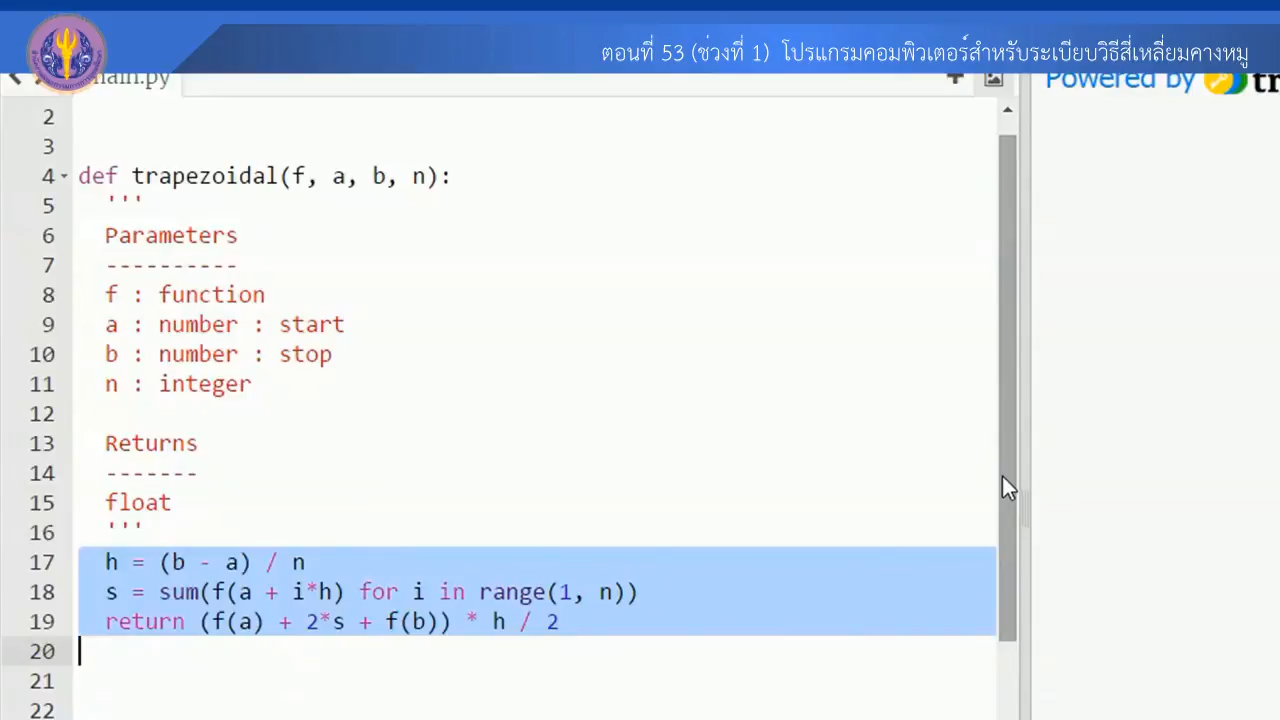 ตอนที่ 53 (ช่วงที่ 1) โปรแกรมคอมพิวเตอร์สำหรับระเบียบวิธีสี่เหลี่ยมคางหมู
main.py
Powered by
2
3
4 def trapezoidal(f, a, b, n):
5 '''
6 Parameters
7 ----------
8 f : function
9 a : number : start
10 b : number : stop
11 n : integer
12
13 Returns
14 -------
15 float
16 '''
17 h = (b - a) / n
18 s = sum(f(a + i*h) for i in range(1, n))
19 return (f(a) + 2*s + f(b)) * h / 2
20
21
22